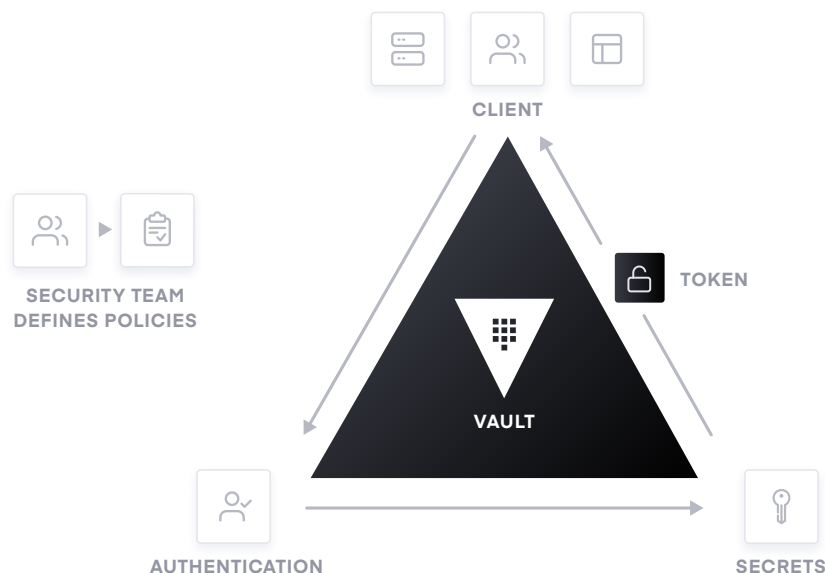 CLIENT
TOKEN
SECURITY TEAM
DEFINES POLICIES
VAULT
AUTHENTICATION
SECRETS